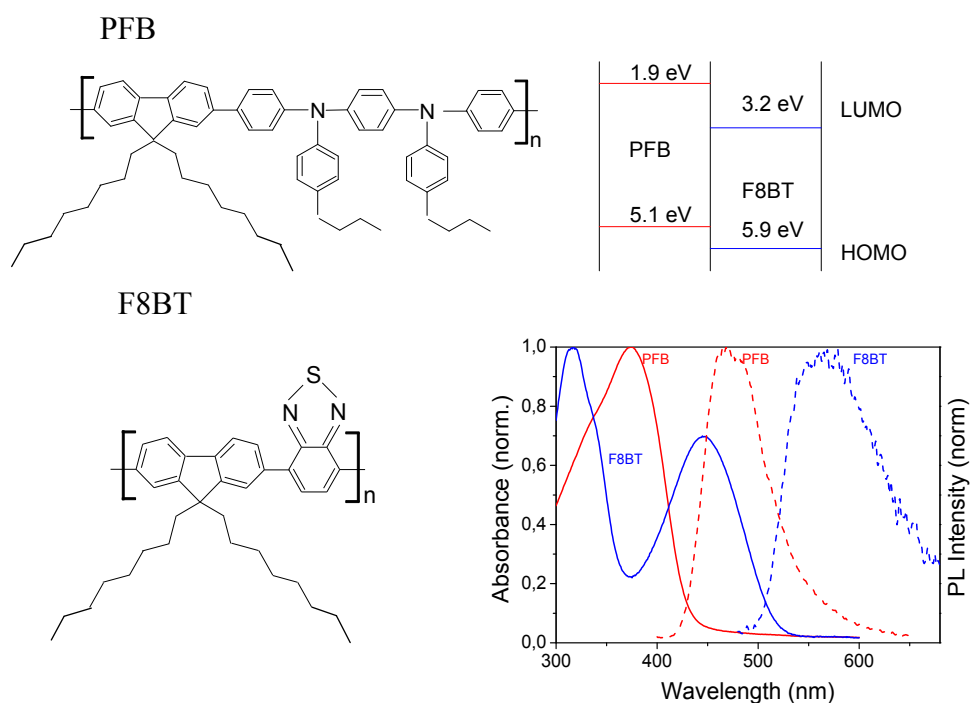 PFB
N
N
n
1.9 eV
3.2 eV
LUMO
PFB
F8BT
5.1 eV
5.9 eV
HOMO
F8BT
S
N
N
n
1,0
0,8
0,6
0,4
0,2
0,0
Absorbance (norm.)
PFB
PFB
F8BT
F8BT
PL Intensity (norm.)
300
400
500
600
Wavelength (nm)